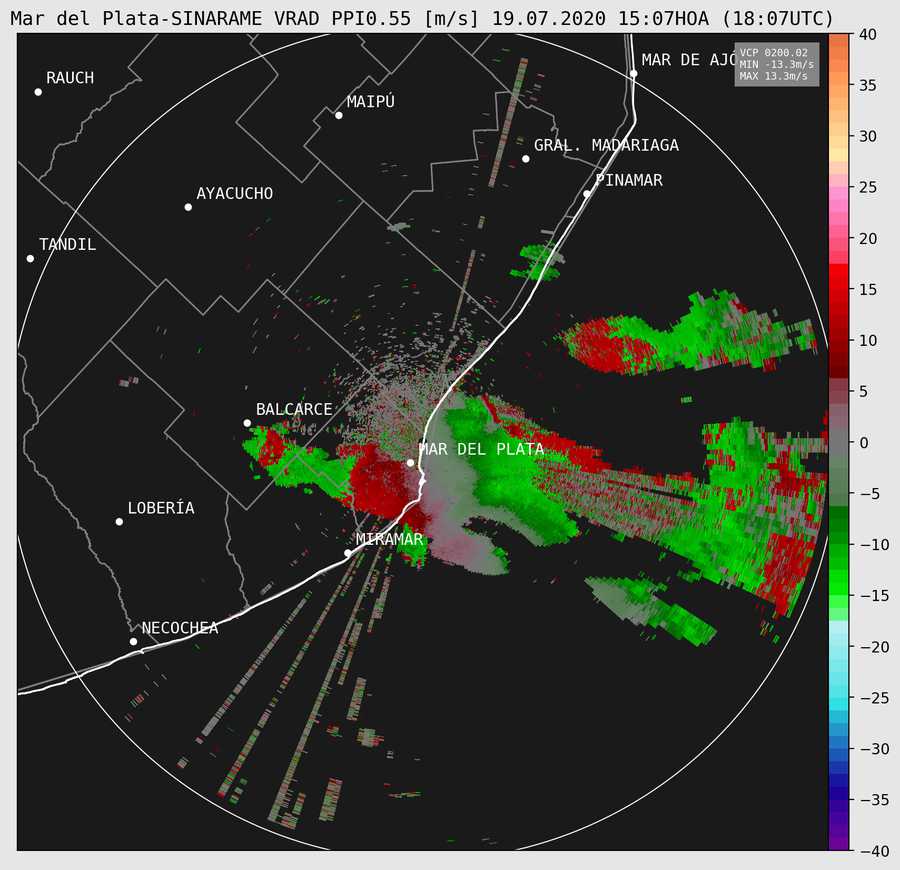 Mar del Plata-SINARAME VRAD PPI0.55 [m/s] 19.07.2020 15:07HOA (18:07UTC)
VCP 0200.02
MIN -13.3m/s
MAX 13.3m/s
MAR DE AJÓ
RAUCH
MAIPÚ
GRAL. MADARIAGA
PINAMAR
AYACUCHO
TANDIL
BALCARCE
MAR DEL PLATA
LOBERÍA
MIRAMAR
NECOCHEA
40
35
30
25
20
15
10
5
0
−5
−10
−15
−20
−25
−30
−35
−40